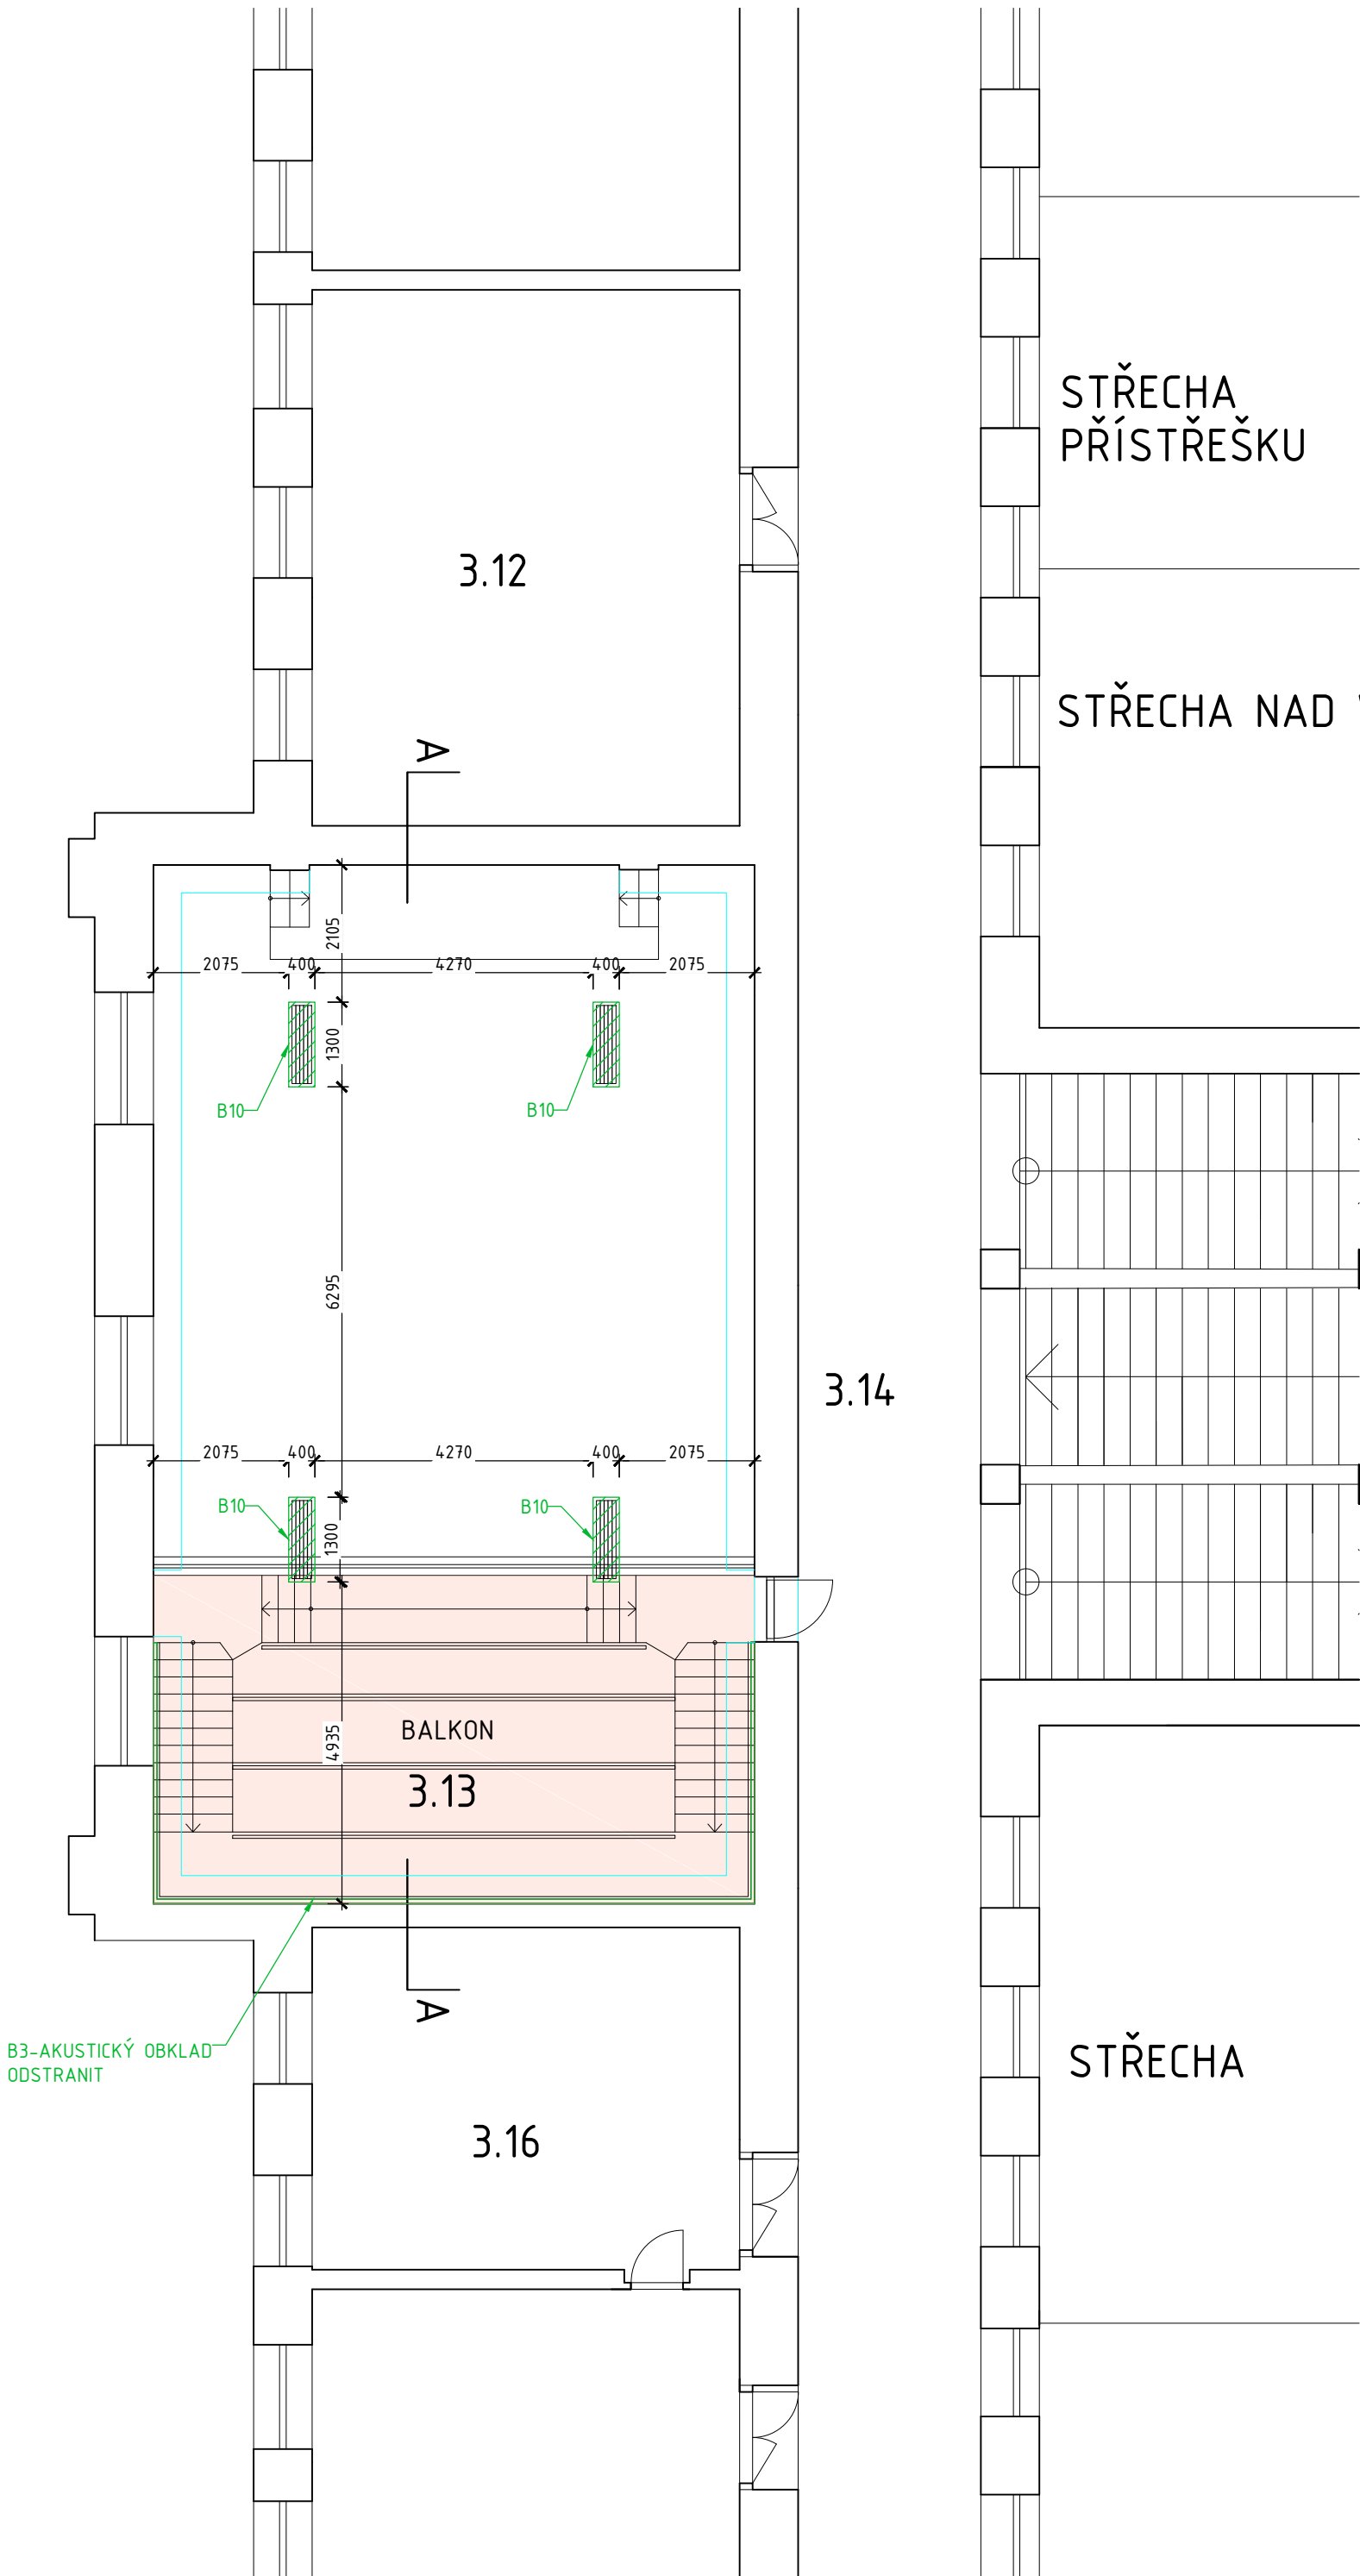 STŘECHA
PŘÍSTŘEŠKU
3.12
STŘECHA NAD
A
2105
2075
400
4270
400
2075
1300
B10
B10
6295
3.14
2075
400
4270
400
2075
B10
B10
1300
BALKON
4935
3.13
A
B3-AKUSTICKÝ OBKLAD
ODSTRANIT
STŘECHA
3.16